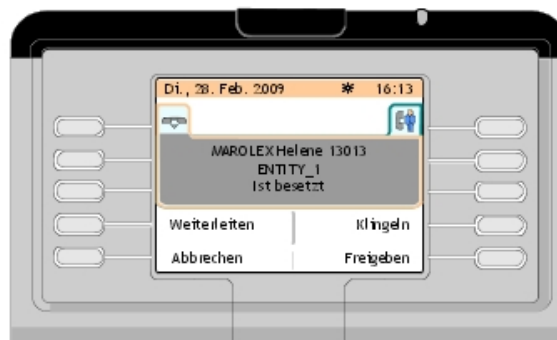 Di., 28. Feb. 2009 16:13
MAROLEX Helene 13013
ENTITY_1
Ist besetzt
Weiterleiten Klingeln
Abbrechen Freigeben